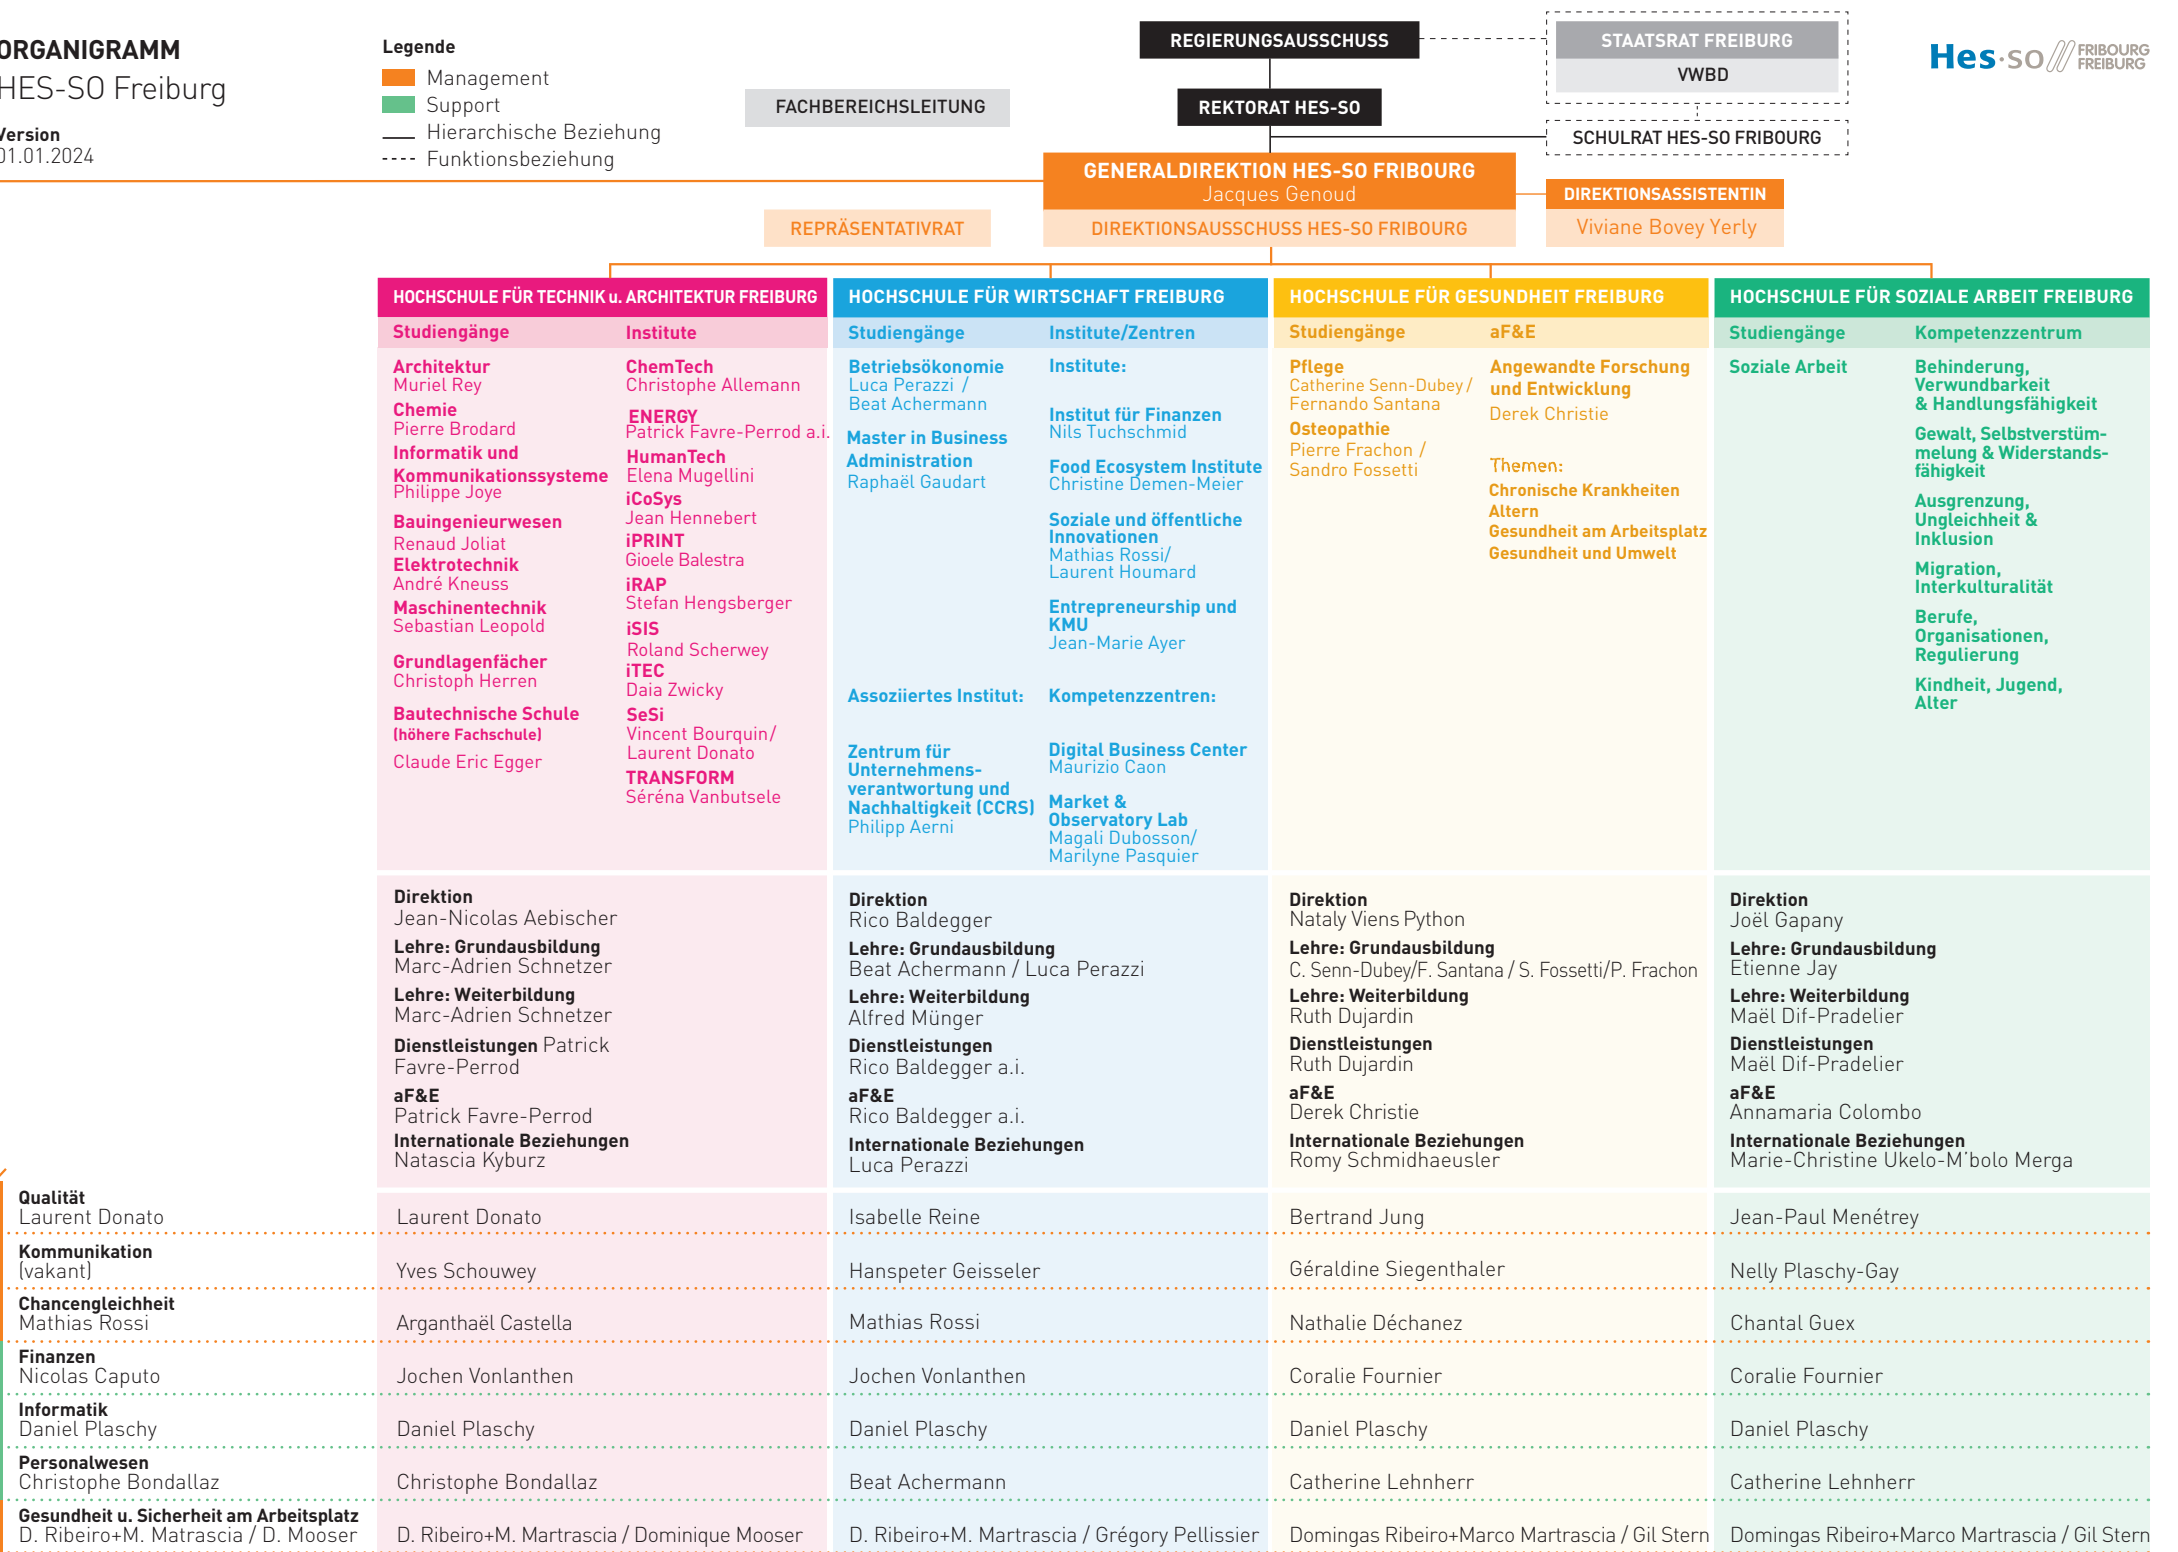 ORGANIGRAMM
HES-SO Freiburg
Version
01.01.2024
Legende
Management
Support
Hierarchische Beziehung
Funktionsbeziehung
FACHBEREICHSLEITUNG
REGIERUNGSAUSSCHUSS
REKTORAT HES-SO
STAATSRAT FREIBURG
VWBD
SCHULRAT HES-SO FRIBOURG
Hes·so FRIBOURG
FREIBURG
GENERALDIREKTION HES-SO FRIBOURG
Jacques Genoud
DIREKTIONSAUSSCHUSS HES-SO FRIBOURG
REPRÄSENTATIVRAT
DIREKTIONSASSISTENTIN
Viviane Bovey Yerly
HOCHSCHULE FÜR TECHNIK u. ARCHITEKTUR FREIBURG
Studiengänge
Architektur
Muriel Rey
Chemie
Pierre Brodard
Informatik und
Kommunikationssysteme
Philippe Joye
Bauingenieurwesen
Renaud Joliat
Elektrotechnik
André Kneuss
Maschinentechnik
Sebastian Leopold
Grundlagenfächer
Christoph Herren
Bautechnische Schule
(höhere Fachschule)
Claude Eric Egger
Institute
ChemTech
Christophe Allemann
ENERGY
Patrick Favre-Perrod a.i.
HumanTech
Elena Mugellini
iCoSys
Jean Hennebert
iPRINT
Gioele Balestra
iRAP
Stefan Hengsberger
iSIS
Roland Scherwey
iTEC
Daia Zwicky
SeSi
Vincent Bourquin/
Laurent Donato
TRANSFORM
Séréna Vanbutsele
HOCHSCHULE FÜR WIRTSCHAFT FREIBURG
Studiengänge
Betriebsökonomie
Luca Perazzi /
Beat Achermann
Master in Business
Administration
Raphaël Gaudart
Assoziiertes Institut:
Zentrum für
Unternehmens-
verantwortung und
Nachhaltigkeit (CCRS)
Philipp Aerni
Institute/Zentren
Institute:
Institut für Finanzen
Nils Tuchschmid
Food Ecosystem Institute
Christine Demen-Meier
Soziale und öffentliche
Innovationen
Mathias Rossi/
Laurent Houmard
Entrepreneurship und
KMU
Jean-Marie Ayer
Kompetenzzentren:
Digital Business Center
Maurizio Caon
Market &
Observatory Lab
Magali Dubosson/
Marilyne Pasquier
HOCHSCHULE FÜR GESUNDHEIT FREIBURG
Studiengänge
Pflege
Catherine Senn-Dubey/
Fernando Santana
Osteopathie
Pierre Frachon /
Sandro Fossetti
aF&E
Angewandte Forschung
und Entwicklung
Derek Christie
Themen:
Chronische Krankheiten
Altern
Gesundheit am Arbeitsplatz
Gesundheit und Umwelt
HOCHSCHULE FÜR SOZIALE ARBEIT FREIBURG
Studiengänge
Soziale Arbeit
Kompetenzzentrum
Behinderung,
Verwundbarkeit
& Handlungsfähigkeit
Gewalt, Selbstverstüm-
melung & Widerstands-
fähigkeit
Ausgrenzung,
Ungleichheit &
Inklusion
Migration,
Interkulturalität
Berufe,
Organisationen,
Regulierung
Kindheit, Jugend,
Alter
Direktion
Jean-Nicolas Aebischer
Lehre: Grundausbildung
Marc-Adrien Schnetzer
Lehre: Weiterbildung
Marc-Adrien Schnetzer
Dienstleistungen Patrick
Favre-Perrod
aF&E
Patrick Favre-Perrod
Internationale Beziehungen
Natascia Kyburz
Direktion
Rico Baldegger
Lehre: Grundausbildung
Beat Achermann / Luca Perazzi
Lehre: Weiterbildung
Alfred Münger
Dienstleistungen
Rico Baldegger a.i.
aF&E
Rico Baldegger a.i.
Internationale Beziehungen
Luca Perazzi
Direktion
Nataly Viens Python
Lehre: Grundausbildung
C. Senn-Dubey/F. Santana / S. Fossetti/P. Frachon
Lehre: Weiterbildung
Ruth Dujardin
Dienstleistungen
Ruth Dujardin
aF&E
Derek Christie
Internationale Beziehungen
Romy Schmidhaeusler
Direktion
Joël Gapany
Lehre: Grundausbildung
Etienne Jay
Lehre: Weiterbildung
Maël Dif-Pradelier
Dienstleistungen
Maël Dif-Pradelier
aF&E
Annamaria Colombo
Internationale Beziehungen
Marie-Christine Ukelo-M'bolo Merga
Qualität
Laurent Donato
Laurent Donato
Isabelle Reine
Bertrand Jung
Jean-Paul Menétrey
Kommunikation
(vakant)
Yves Schouwey
Hanspeter Geisseler
Géraldine Siegenthaler
Nelly Plaschy-Gay
Chancengleichheit
Mathias Rossi
Arganthaël Castella
Mathias Rossi
Nathalie Déchanez
Chantal Guex
Finanzen
Nicolas Caputo
Jochen Vonlanthen
Jochen Vonlanthen
Coralie Fournier
Coralie Fournier
Informatik
Daniel Plaschy
Daniel Plaschy
Daniel Plaschy
Daniel Plaschy
Daniel Plaschy
Personalwesen
Christophe Bondallaz
Christophe Bondallaz
Beat Achermann
Catherine Lehnherr
Catherine Lehnherr
Gesundheit u. Sicherheit am Arbeitsplatz
D. Ribeiro+M. Matrascia / D. Mooser
D. Ribeiro+M. Martrascia / Dominique Mooser
D. Ribeiro+M. Martrascia / Grégory Pellissier
Domingas Ribeiro+Marco Martrascia / Gil Stern
Domingas Ribeiro+Marco Martrascia / Gil Stern